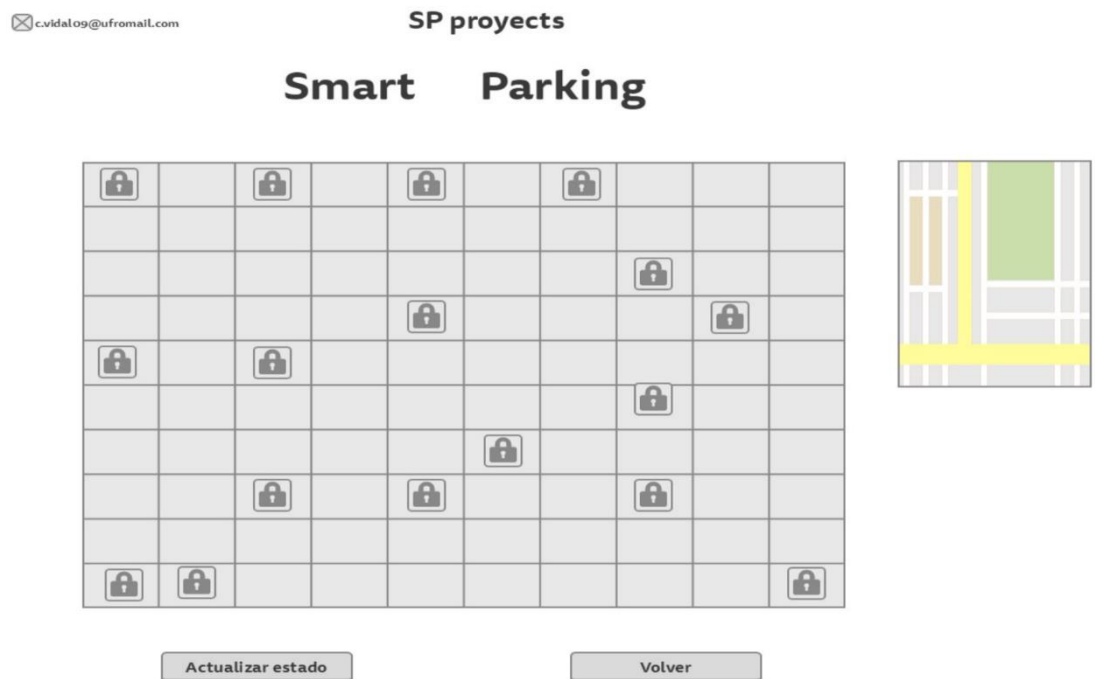 c.vidal09@ufromail.com
SP proyects
Smart Parking
Actualizar estado
Volver